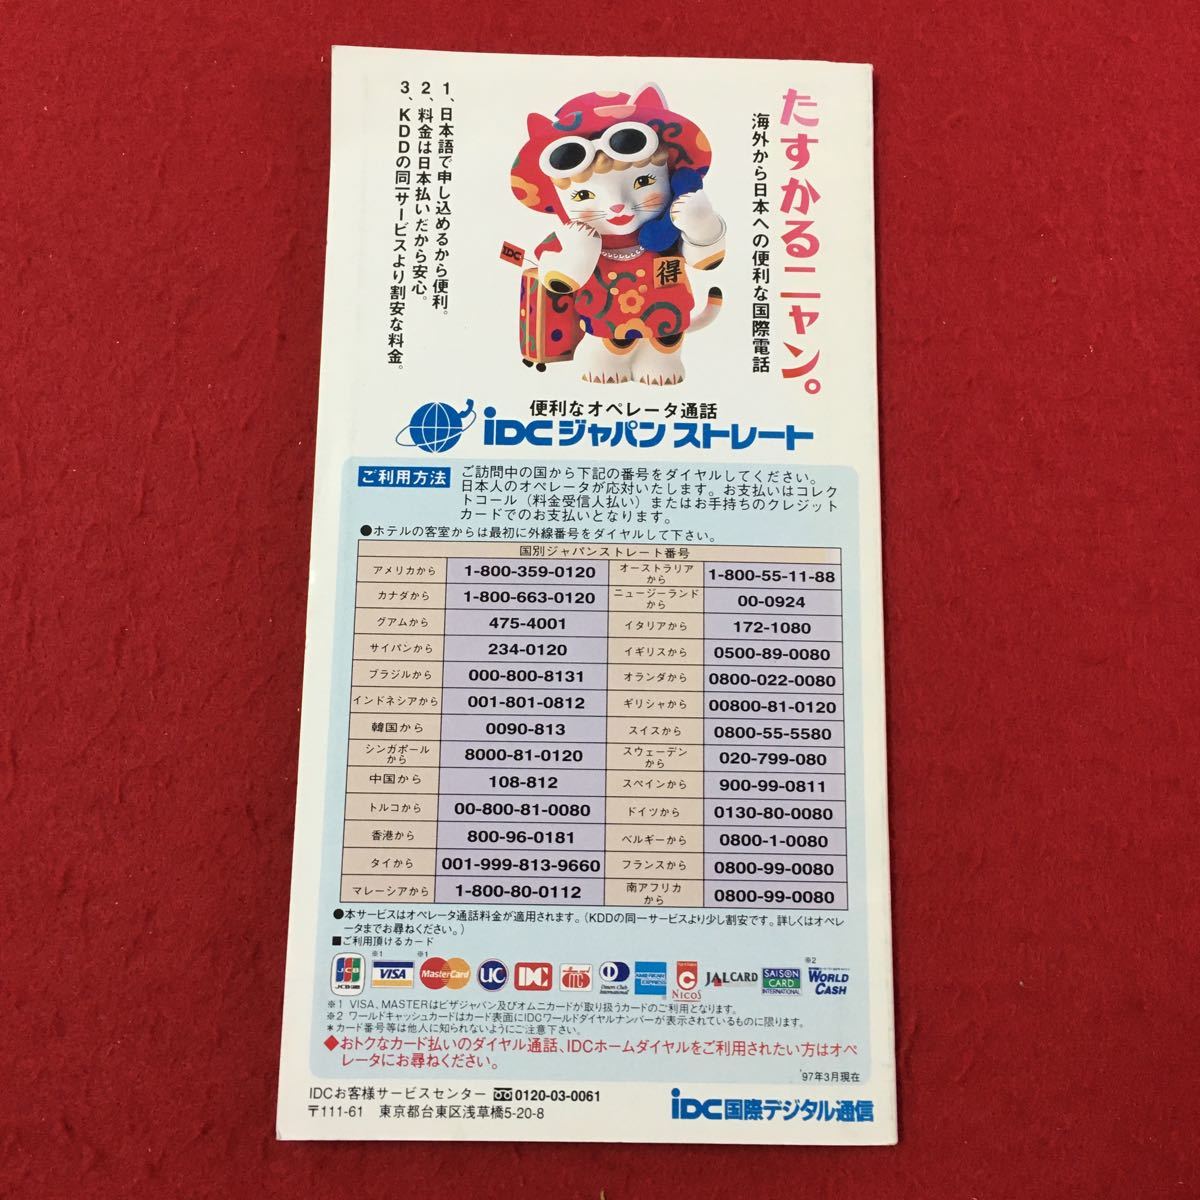 たすかるニャン。
海外から日本への便利な国際電話
1、日本語で申し込めるから便利。
2、料金は日本払いだから安心。
3、KDDの同一サービスより割安な料金。
IDC
得
便利なオペレータ通話
iDCジャパンストレート
ご利用方法
ご訪問中の国から下記の番号をダイヤルしてください。
日本人のオペレータが応対いたします。お支払いはコレク
トコール(料金受信人払い)またはお手持ちのクレジット
カードでのお支払いとなります。
●ホテルの客室からは最初に外線番号をダイヤルして下さい。
国別ジャパンストレート番号
アメリカから 1-800-359-0120 オーストラリアから 1-800-55-11-88
カナダから 1-800-663-0120 ニュージーランドから 00-0924
グアムから 475-4001 イタリアから 172-1080
サイパンから 234-0120 イギリスから 0500-89-0080
ブラジルから 000-800-8131 オランダから 0800-022-0080
インドネシアから 001-801-0812 ギリシャから 00800-81-0120
韓国から 0090-813 スイスから 0800-55-5580
シンガポールから 8000-81-0120 スウェーデンから 020-799-080
中国から 108-812 スペインから 900-99-0811
トルコから 00-800-81-0080 ドイツから 0130-80-0080
香港から 800-96-0181 ベルギーから 0800-1-0080
タイから 001-999-813-9660 フランスから 0800-99-0080
マレーシアから 1-800-80-0112 南アフリカから 0800-99-0080
●本サービスはオペレータ通話料金が適用されます。(KDDの同一サービスより少し割安です。詳しくはオペレ
ータまでお尋ねください。)
■ご利用頂けるカード
※1 ※1 ※2
JCB VISA MasterCard UC DC Diners Club International AMERICAN EXPRESS NICOS JALCARD SAISON CARD INTERNATIONAL WORLD CASH
※1 VISA、MASTERはビザジャパン及びオムニカードが取り扱うカードのご利用となります。
※2 ワールドキャッシュカードはカード表面にIDCワールドダイヤルナンバーが表示されているものに限ります。
＊カード番号等は他人に知られないようにご注意下さい。
◆おトクなカード払いのダイヤル通話、IDCホームダイヤルをご利用されたい方はオペ
レータにお尋ねください。
'97年3月現在
IDCお客様サービスセンター 0120-03-0061
〒111-61 東京都台東区浅草橋5-20-8
iDC国際デジタル通信